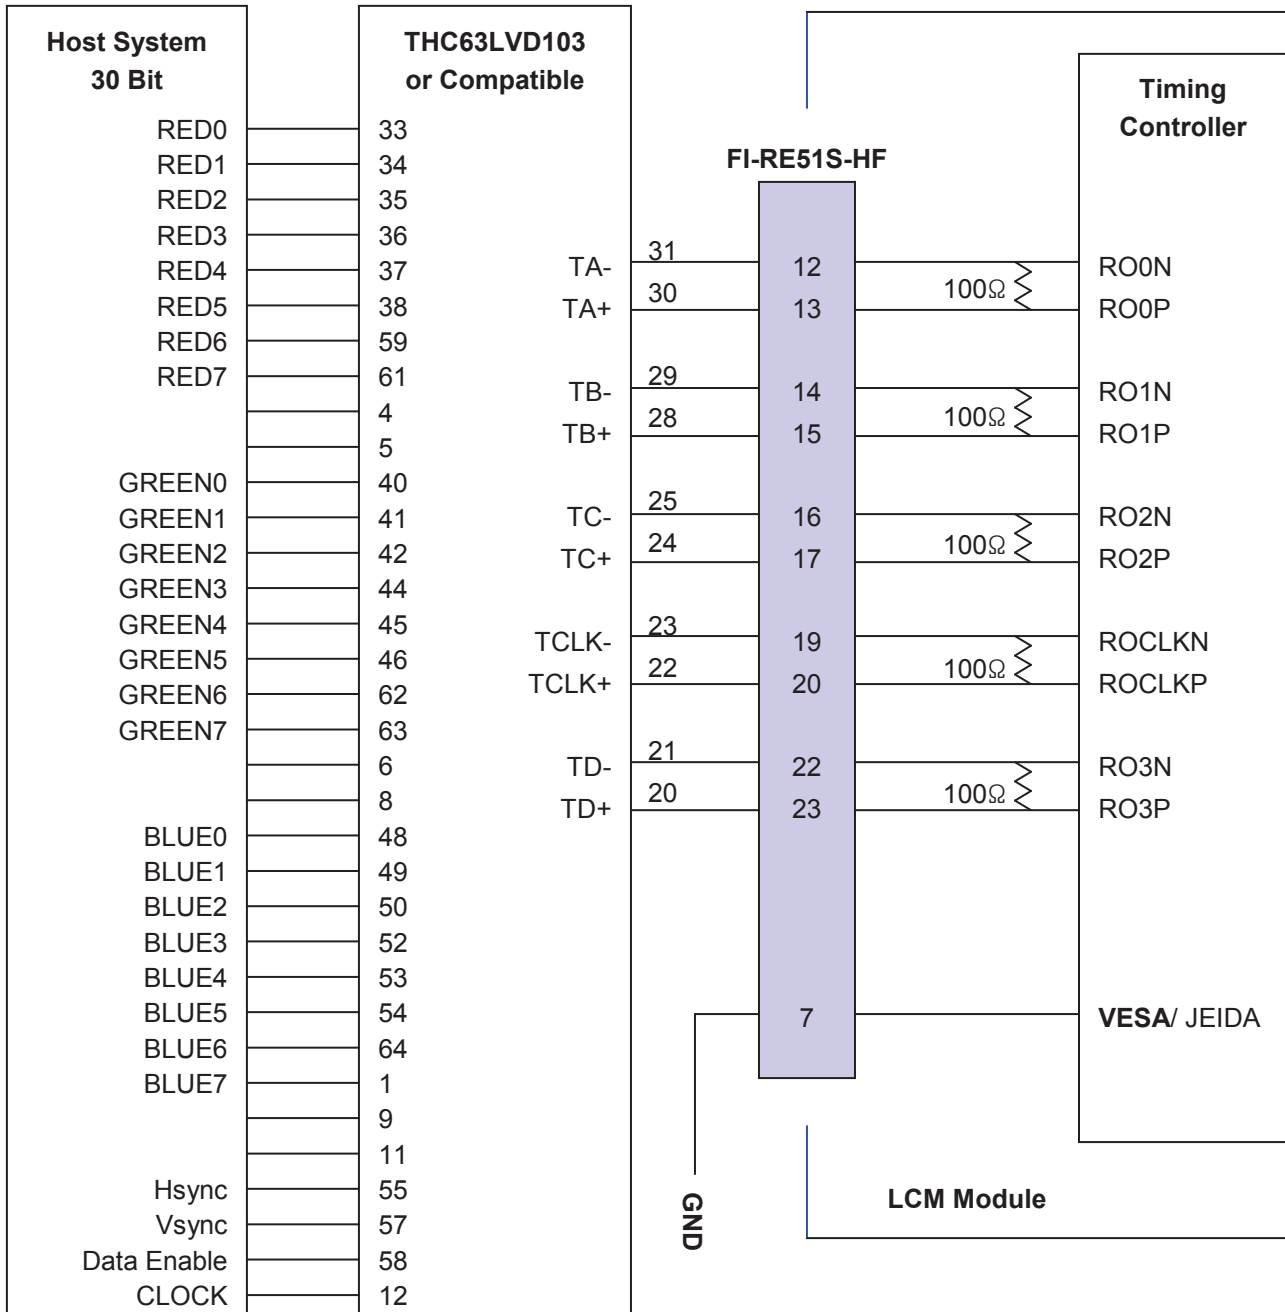 Host System
30 Bit
RED0
RED1
RED2
RED3
RED4
RED5
RED6
RED7
GREEN0
GREEN1
GREEN2
GREEN3
GREEN4
GREEN5
GREEN6
GREEN7
BLUE0
BLUE1
BLUE2
BLUE3
BLUE4
BLUE5
BLUE6
BLUE7
Hsync
Vsync
Data Enable
CLOCK
THC63LVD103
or Compatible
33
34
35
36
37
38
59
61
4
5
40
41
42
44
45
46
62
63
6
8
48
49
50
52
53
54
64
1
9
11
55
57
58
12
TA-
TA+
TB-
TB+
TC-
TC+
TCLK-
TCLK+
TD-
TD+
31
30
29
28
25
24
23
22
21
20
FI-RE51S-HF
12
13
14
15
16
17
19
20
22
23
7
GND
100Ω
100Ω
100Ω
100Ω
100Ω
Timing
Controller
RO0N
RO0P
RO1N
RO1P
RO2N
RO2P
ROCLKN
ROCLKP
RO3N
RO3P
VESA/ JEIDA
LCM Module